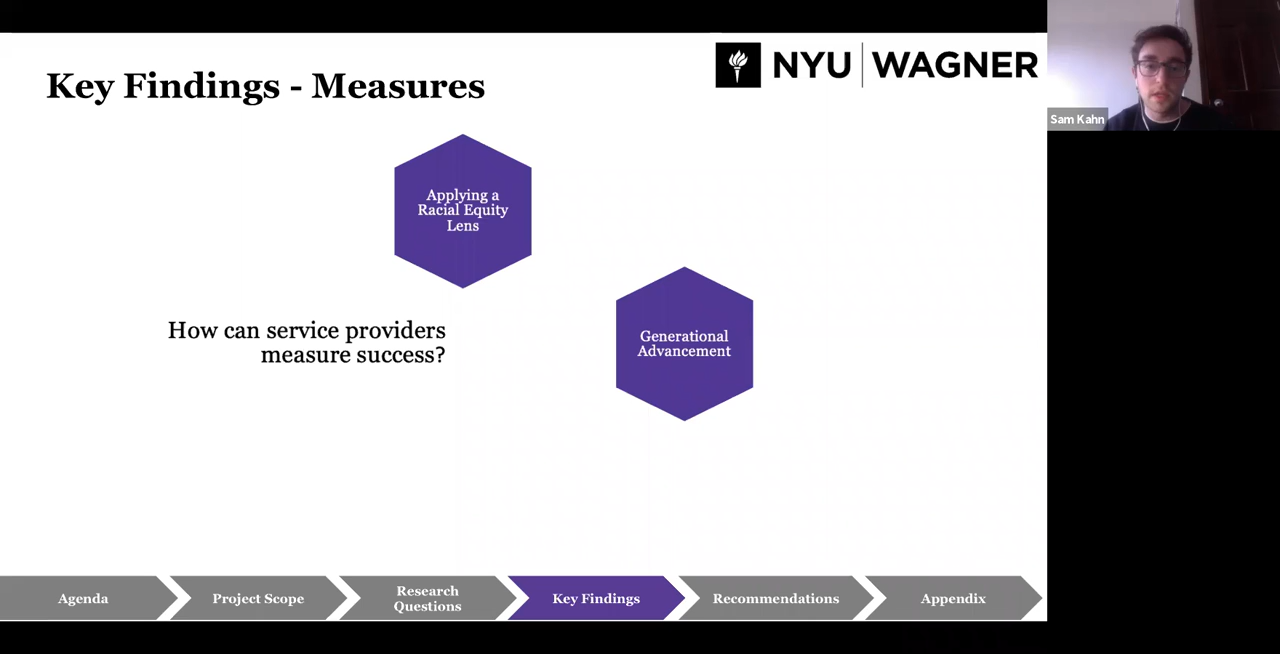 Key Findings - Measures
NYU | WAGNER
Sam Kahn
Applying a
Racial Equity
Lens
How can service providers
measure success?
Generational
Advancement
Agenda
Project Scope
Research
Questions
Key Findings
Recommendations
Appendix